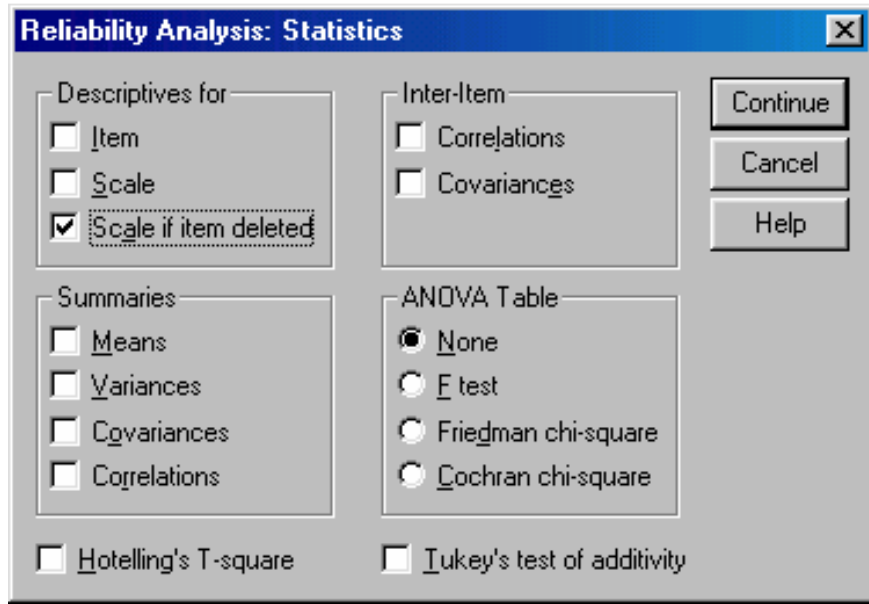 Reliability Analysis: Statistics
Descriptives for
Item
Scale
Scale if item deleted
Inter-Item
Correlations
Covariances
Continue
Cancel
Help
Summaries
Means
Variances
Covariances
Correlations
ANOVA Table
None
F test
Friedman chi-square
Cochran chi-square
Hotelling's T-square
Tukey's test of additivity